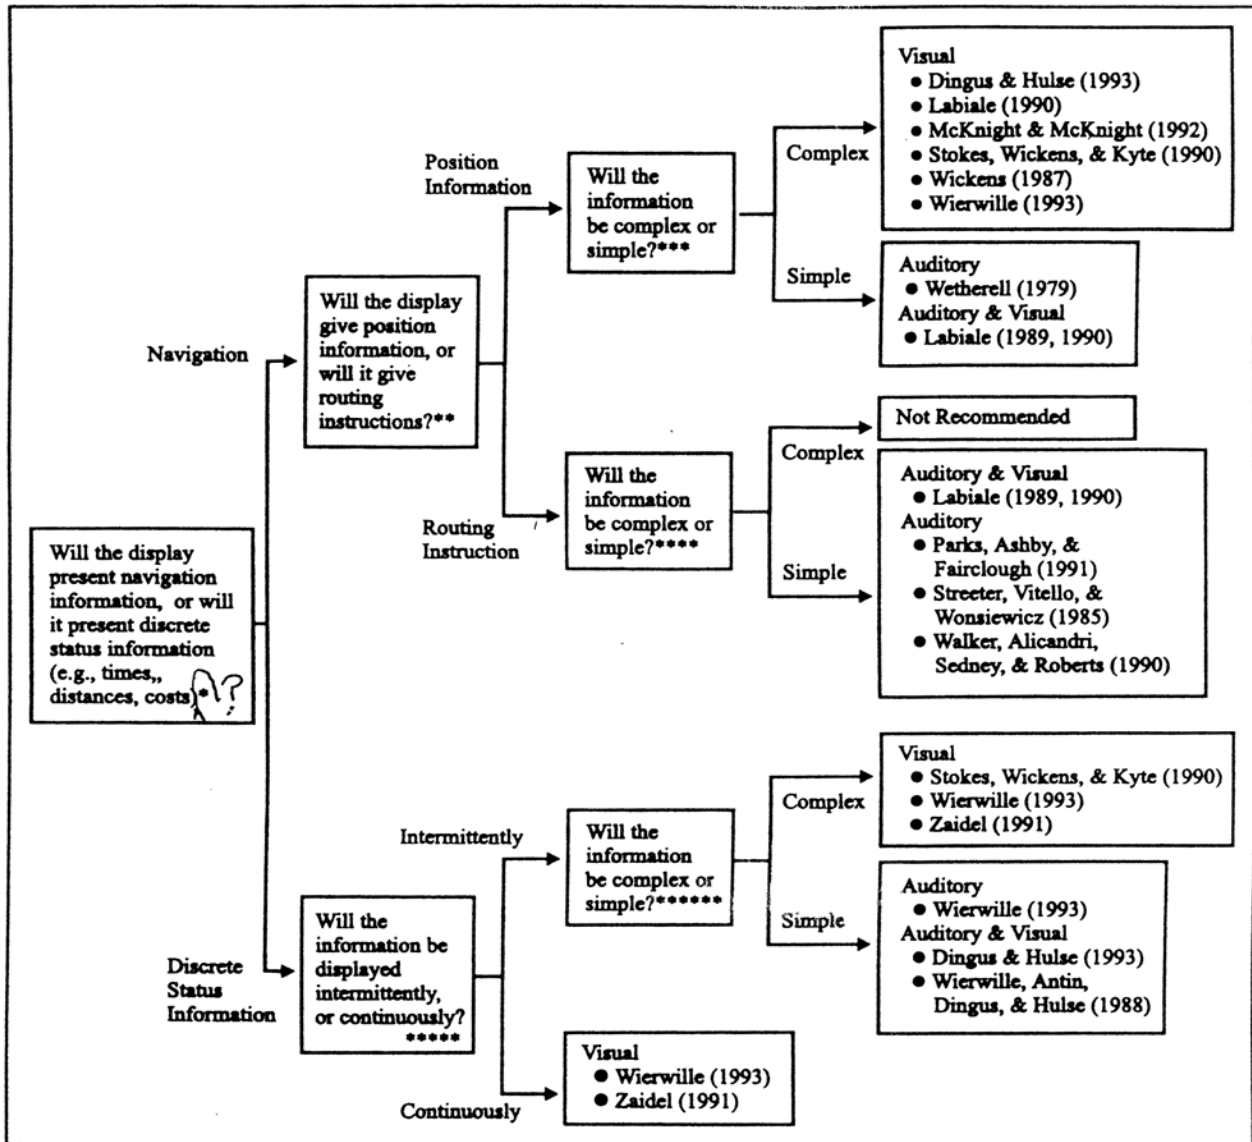 Visual
● Dingus & Hulse (1993)
● Labiale (1990)
● McKnight & McKnight (1992)
● Stokes, Wickens, & Kyte (1990)
● Wickens (1987)
● Wierwille (1993)
Complex
Position
Information
Will the
information
be complex or
simple?***
Simple
Auditory
● Wetherell (1979)
Auditory & Visual
● Labiale (1989, 1990)
Navigation
Will the display
give position
information, or
will it give
routing
instructions?**
Not Recommended
Complex
Routing
Instruction
Will the
information
be complex or
simple?****
Simple
Auditory & Visual
● Labiale (1989, 1990)
Auditory
● Parks, Ashby, &
Fairclough (1991)
● Streeter, Vitello, &
Wonsiewicz (1985)
● Walker, Alicandri,
Sedney, & Roberts (1990)
Will the display
present navigation
information, or will
it present discrete
status information
(e.g., times,,
distances, costs)*
?
Visual
● Stokes, Wickens, & Kyte (1990)
● Wierwille (1993)
● Zaidel (1991)
Complex
Intermittently
Will the
information
be complex or
simple?******
Simple
Auditory
● Wierwille (1993)
Auditory & Visual
● Dingus & Hulse (1993)
● Wierwille, Antin,
Dingus, & Hulse (1988)
Discrete
Status
Information
Will the
information be
displayed
intermittently,
or continuously?
*****
Continuously
Visual
● Wierwille (1993)
● Zaidel (1991)